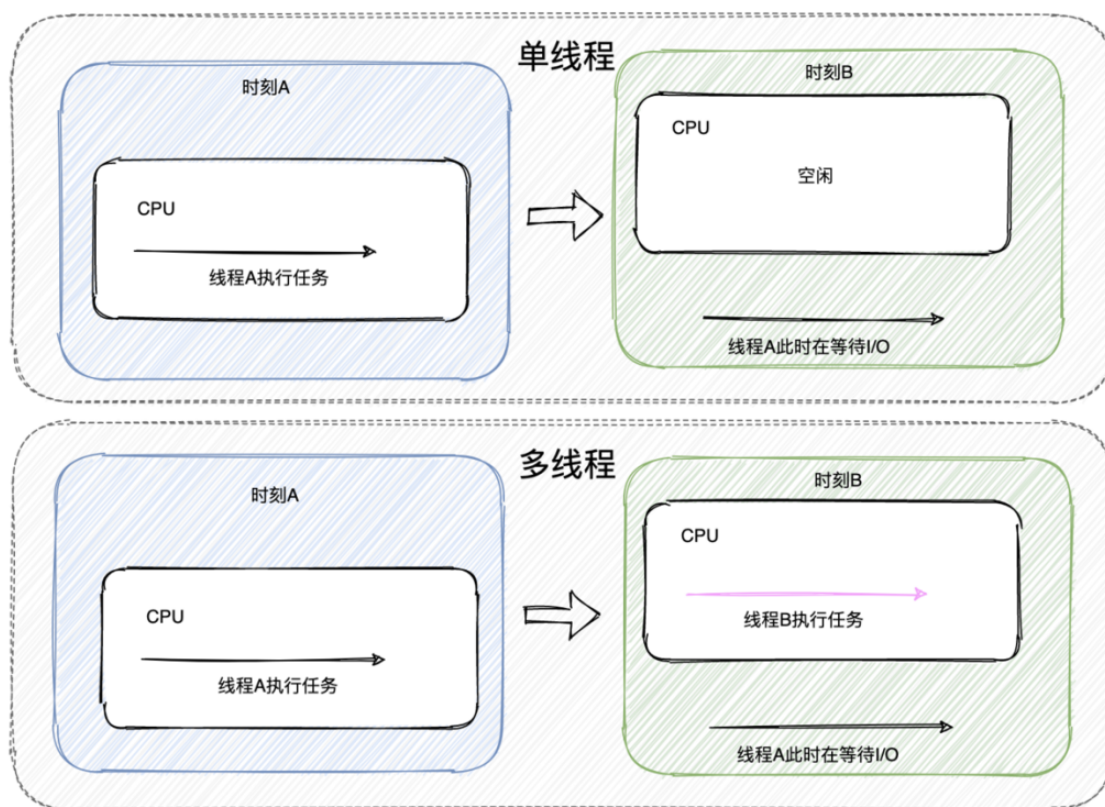 单线程
时刻A
CPU
线程A执行任务
时刻B
CPU
空闲
线程A此时在等待I/O
多线程
时刻A
CPU
线程A执行任务
时刻B
CPU
线程B执行任务
线程A此时在等待I/O